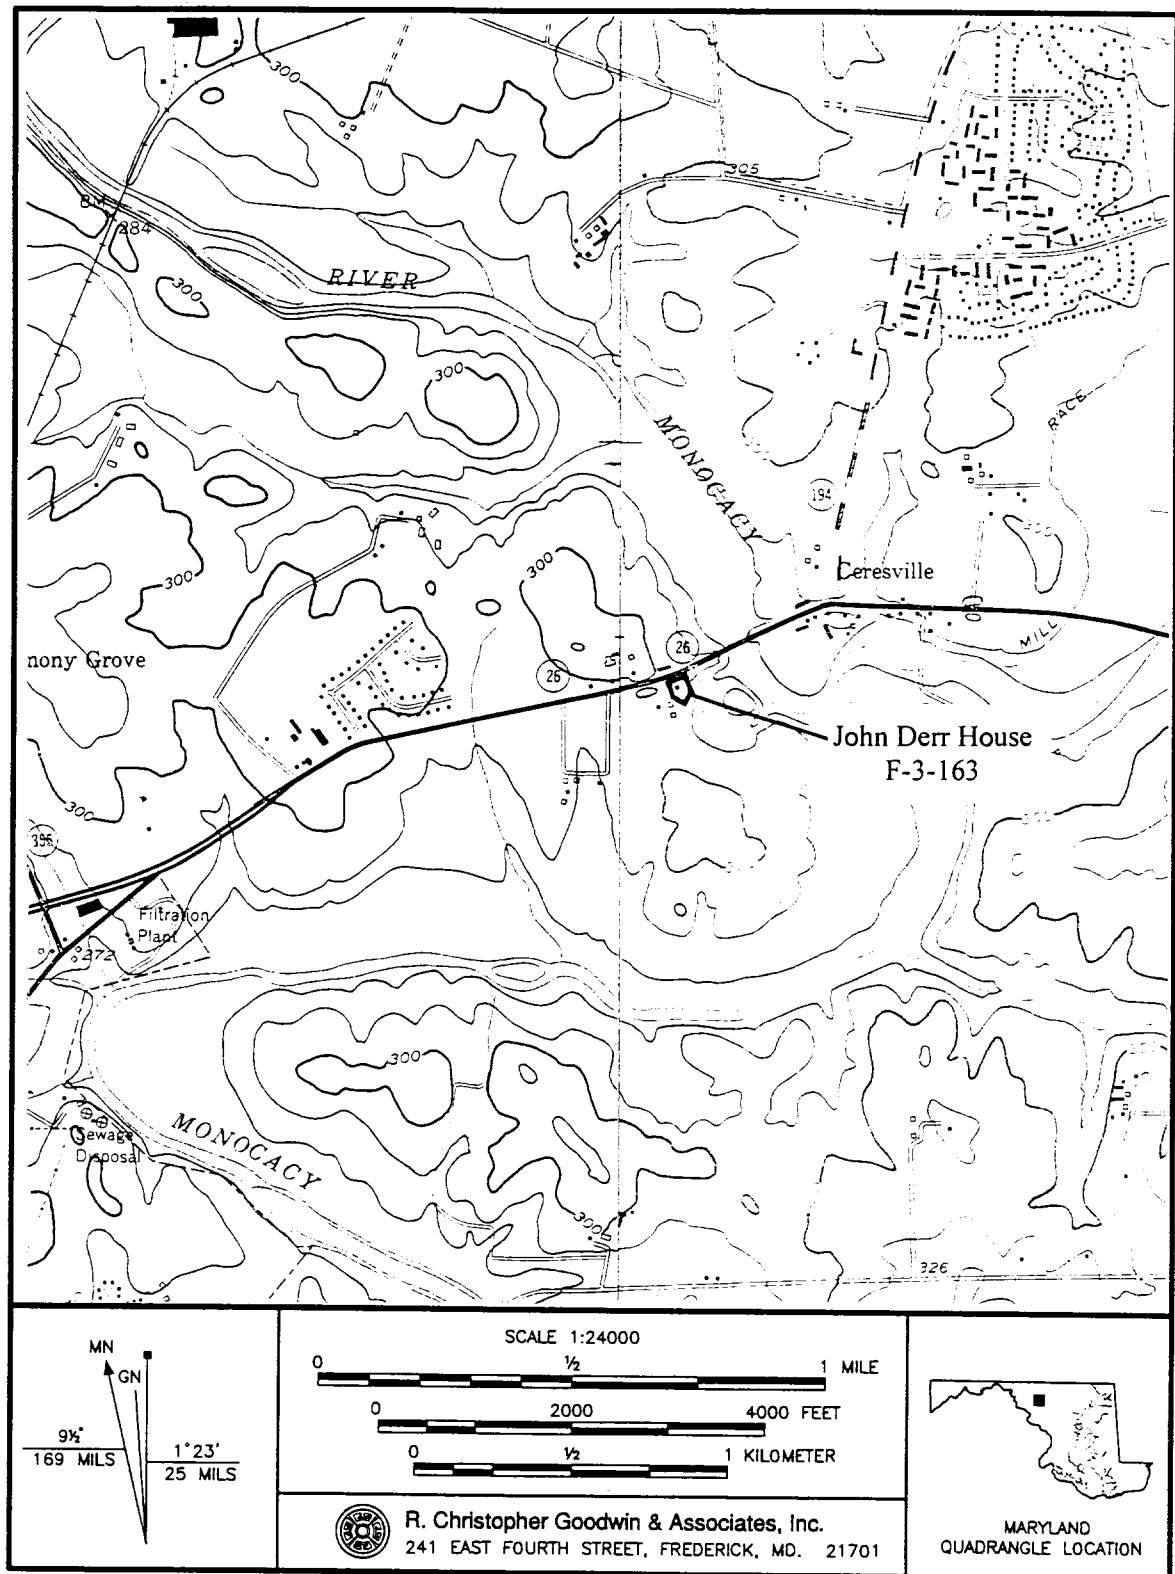 300
305
BM
284
RIVER
300
300
MONOCACY
RACE
194
300
300
Ceresville
MILL
nony Grove
26
26
John Derr House
F-3-163
300
Filtration
Plant
272
300
MONOCACY
Sewage
Disposal
300
326
MN
GN
9½°
169 MILS
1°23'
25 MILS
SCALE 1:24000
0 ½ 1 MILE
0 2000 4000 FEET
0 ½ 1 KILOMETER
R. Christopher Goodwin & Associates, Inc.
241 EAST FOURTH STREET, FREDERICK, MD. 21701
MARYLAND
QUADRANGLE LOCATION